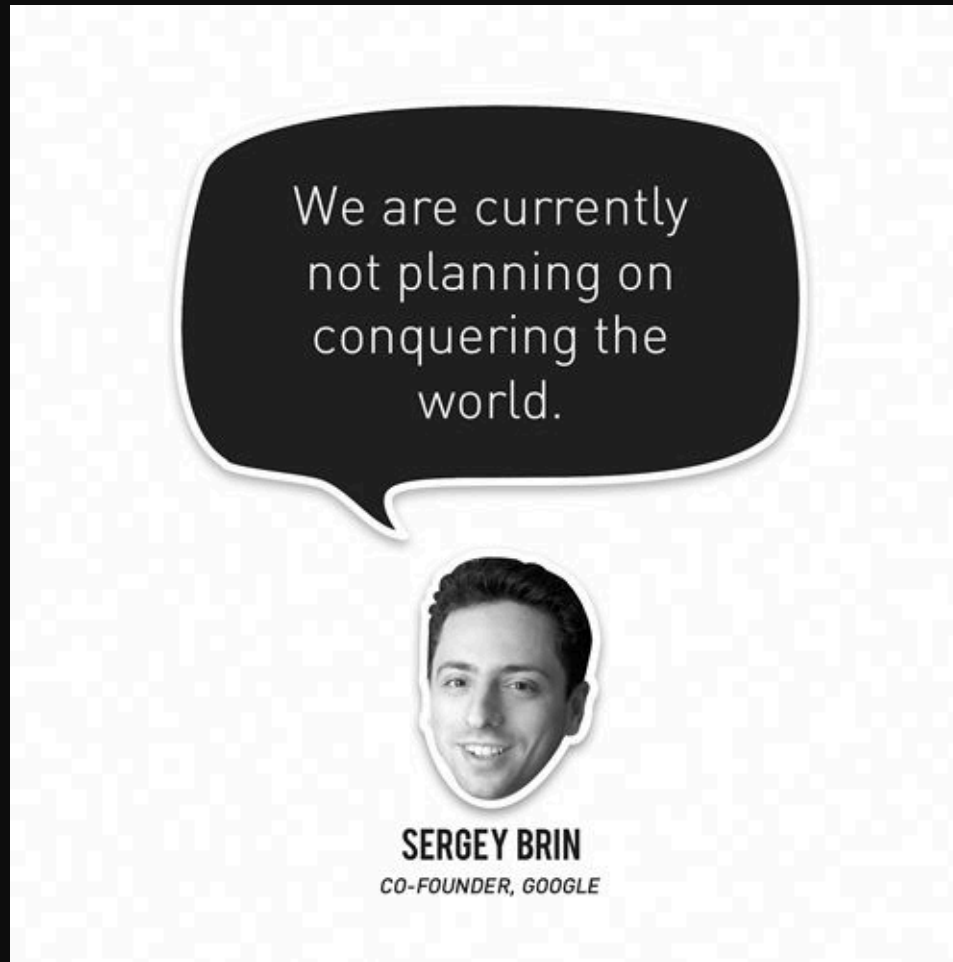 We are currently
not planning on
conquering the
world.
SERGEY BRIN
CO-FOUNDER, GOOGLE